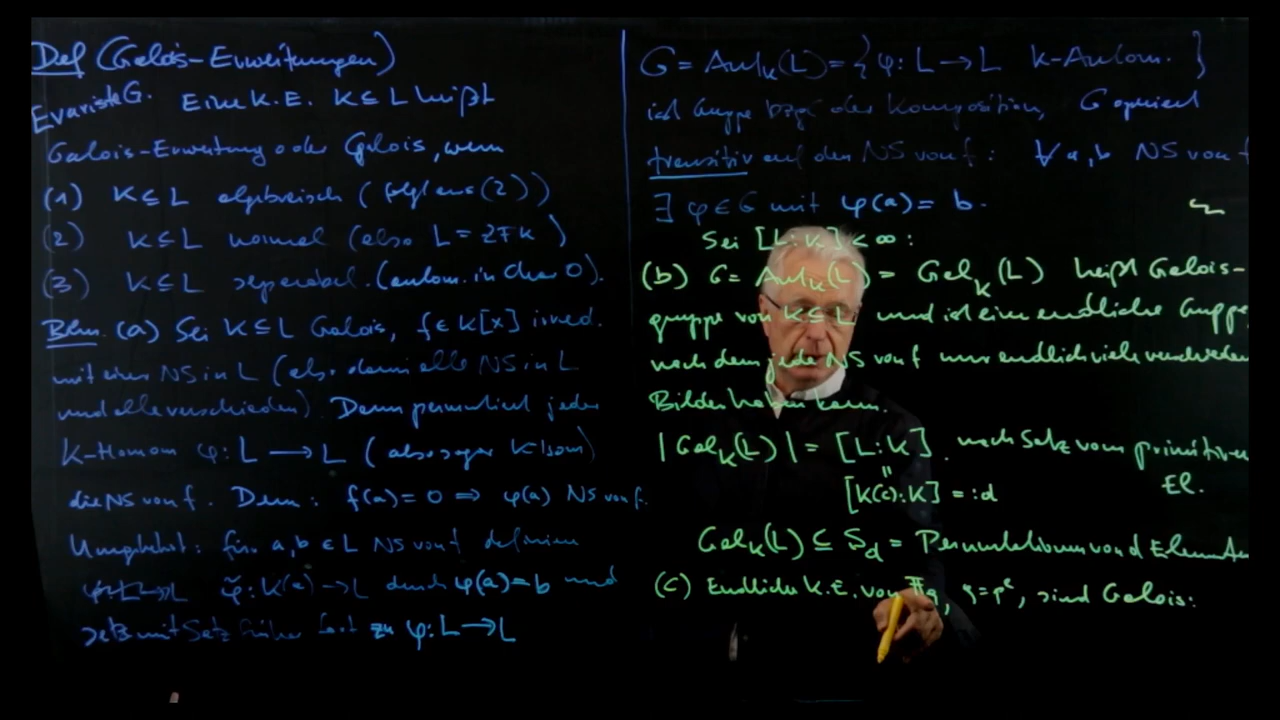 Def (Galois-Erweiterungen)
Evariste G. Eine K.E. K ⊆ L heißt
Galois-Erweiterung oder Galois, wenn
(1) K ⊆ L algebraisch (folgt aus (2))
(2) K ⊆ L normal (also L = ZFK)
(3) K ⊆ L separabel. (autom. in Char 0).
Bem. (a) Sei K ⊆ L Galois, f ∈ K[x] irred.
mit einer NS in L (also dann alle NS in L
und alle verschieden). Dann permutiert jeder
K-Homom φ: L → L (also sogar K-Isom)
die NS von f. Denn: f(a) = 0 ⇒ φ(a) NS von f.
Umgekehrt: für a, b ∈ L NS von f definiere
φ̃: K(a) → L durch φ(a) = b und
setze mit Satz früher fort zu φ: L → L
G = Aut_K(L) = { φ: L → L K-Autom. }
ist Gruppe bzgl der Komposition, G operiert
transitiv auf den NS von f: ∀ a, b NS von f
∃ φ ∈ G mit φ(a) = b.
Sei [L:K] < ∞:
(b) G = Aut_K(L) = Gal_K(L) heißt Galois-
gruppe von K ⊆ L und ist eine endliche Gruppe
nach dem jede NS von f nur endlich viele verschieden
Bilder haben kann.
|Gal_K(L)| = [L:K]. nach Satz vom primitiven
" El.
[K(c):K] =: d
Gal_K(L) ⊆ S_d = Permutationen von d Elementen
(c) Endliche K.E. von 𝔽q, q = p^r, sind Galois: